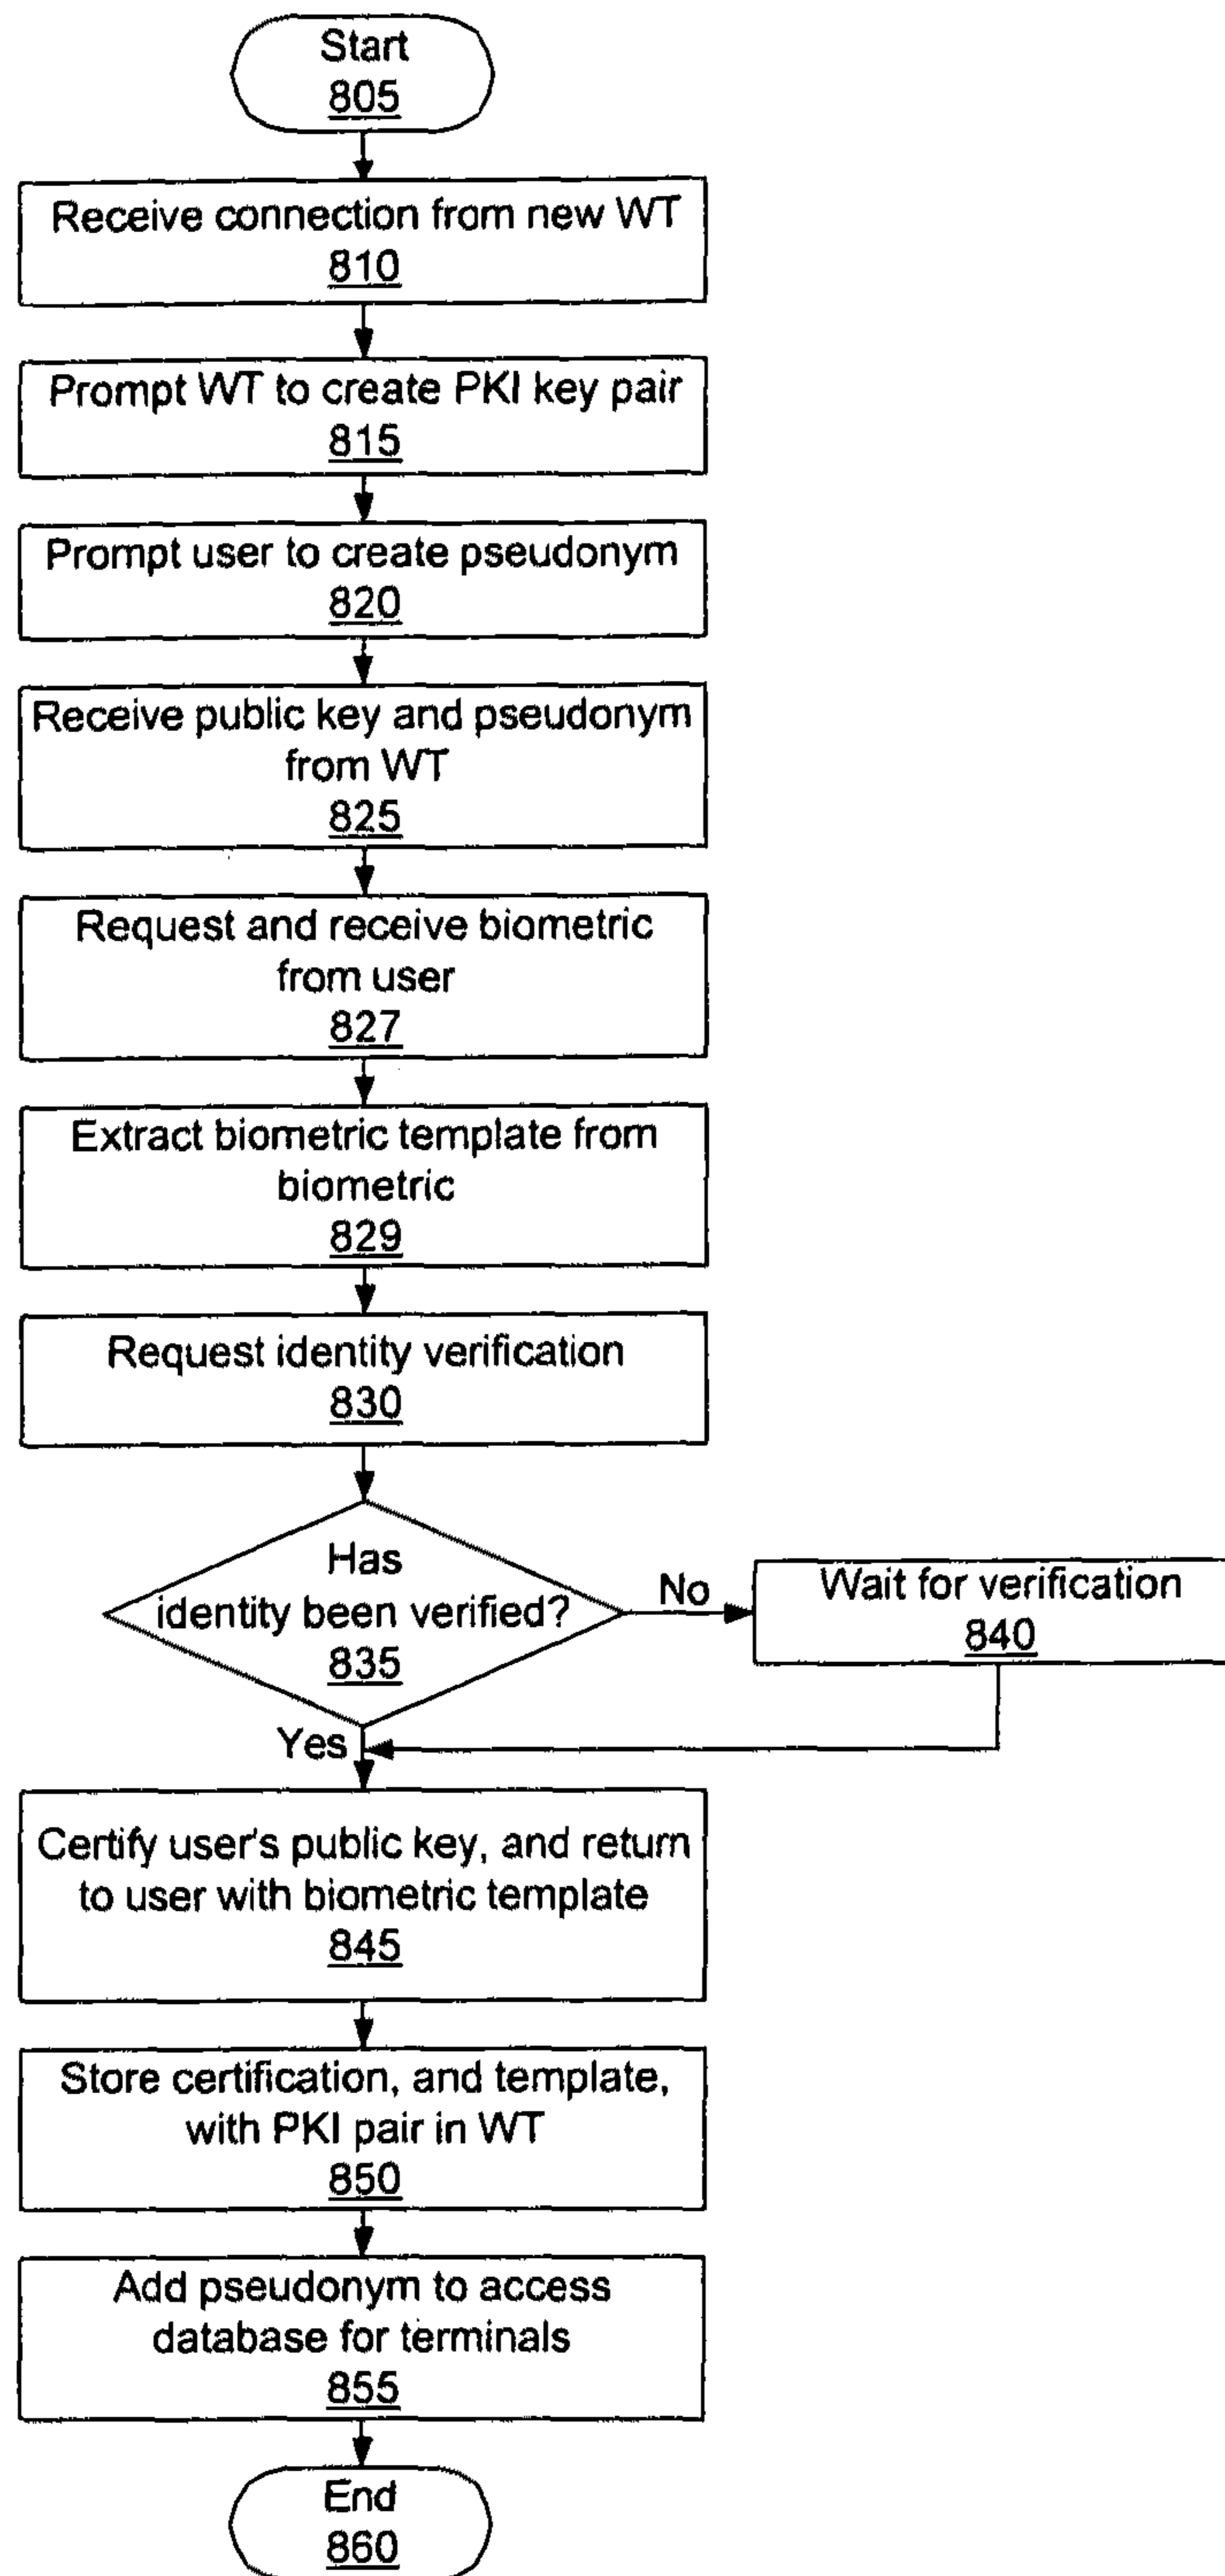 Start
805
Receive connection from new WT
810
Prompt WT to create PKI key pair
815
Prompt user to create pseudonym
820
Receive public key and pseudonym
from WT
825
Request and receive biometric
from user
827
Extract biometric template from
biometric
829
Request identity verification
830
Has
identity been verified?
835
No
Wait for verification
840
Yes
Certify user's public key, and return
to user with biometric template
845
Store certification, and template,
with PKI pair in WT
850
Add pseudonym to access
database for terminals
855
End
860